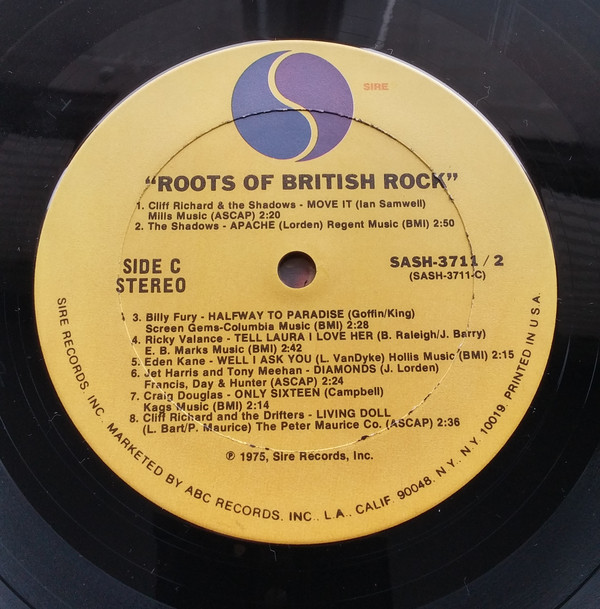 SIRE
"ROOTS OF BRITISH ROCK"
1. Cliff Richard & the Shadows - MOVE IT (Ian Samwell)
Mills Music (ASCAP) 2:20
2. The Shadows - APACHE (Lorden) Regent Music (BMI) 2:50
SIDE C
STEREO
SASH-3711 / 2
(SASH-3711-C)
3. Billy Fury - HALFWAY TO PARADISE (Goffin/King)
Screen Gems-Columbia Music (BMI) 2:28
4. Ricky Valance - TELL LAURA I LOVE HER (B. Raleigh/J. Barry)
E. B. Marks Music (BMI) 2:42
5. Eden Kane - WELL I ASK YOU (L. VanDyke) Hollis Music (BMI) 2:15
6. Jet Harris and Tony Meehan - DIAMONDS (J. Lorden)
Francis, Day & Hunter (ASCAP) 2:24
7. Craig Douglas - ONLY SIXTEEN (Campbell)
Kags Music (BMI) 2:14
8. Cliff Richard and the Drifters - LIVING DOLL
(L. Bart/P. Maurice) The Peter Maurice Co. (ASCAP) 2:36
℗ 1975, Sire Records, Inc.
SIRE RECORDS, INC. MARKETED BY ABC RECORDS, INC., L.A., CALIF. 90048. N.Y., N.Y. 10019. PRINTED IN U.S.A.